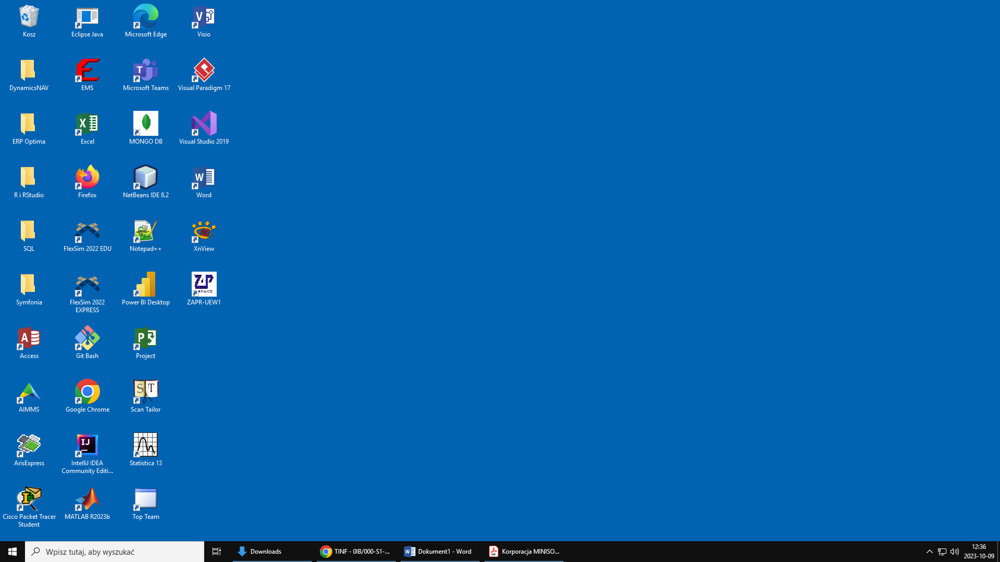 Kosz
Eclipse Java
Microsoft Edge
Visio
DynamicsNAV
EMS
Microsoft Teams
Visual Paradigm 17
ERP Optima
Excel
MONGO DB
Visual Studio 2019
R i RStudio
Firefox
NetBeans IDE 8.2
Word
SQL
FlexSim 2022 EDU
Notepad++
XnView
Symfonia
FlexSim 2022
EXPRESS
Power BI Desktop
ZAPR-UEW1
Access
Git Bash
Project
AIMMS
Google Chrome
Scan Tailor
ArisExpress
IntelliJ IDEA
Community Editi...
Statistica 13
Cisco Packet Tracer
Student
MATLAB R2023b
Top Team
Wpisz tutaj, aby wyszukać
Downloads
TINF - 0IB/000-S1-...
Dokument1 - Word
Korporacja MINISO...
12:36
2023-10-09